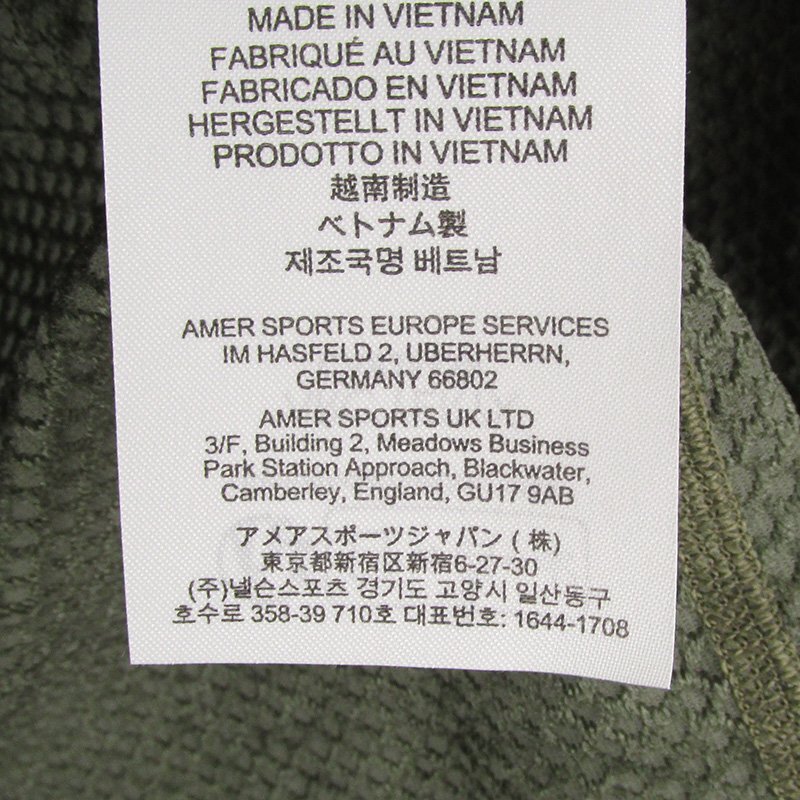 MADE IN VIETNAM
FABRIQUÉ AU VIETNAM
FABRICADO EN VIETNAM
HERGESTELLT IN VIETNAM
PRODOTTO IN VIETNAM
越南制造
ベトナム製
제조국명 베트남
AMER SPORTS EUROPE SERVICES
IM HASFELD 2, UBERHERRN,
GERMANY 66802
AMER SPORTS UK LTD
3/F, Building 2, Meadows Business
Park Station Approach, Blackwater,
Camberley, England, GU17 9AB
アメアスポーツジャパン (株)
東京都新宿区新宿6-27-30
(주)넬슨스포츠 경기도 고양시 일산동구
호수로 358-39 710호 대표번호: 1644-1708